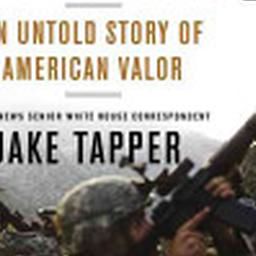 N UNTOLD STORY OF
AMERICAN VALOR
NEWS SENIOR WHITE HOUSE CORRESPONDENT
JAKE TAPPER